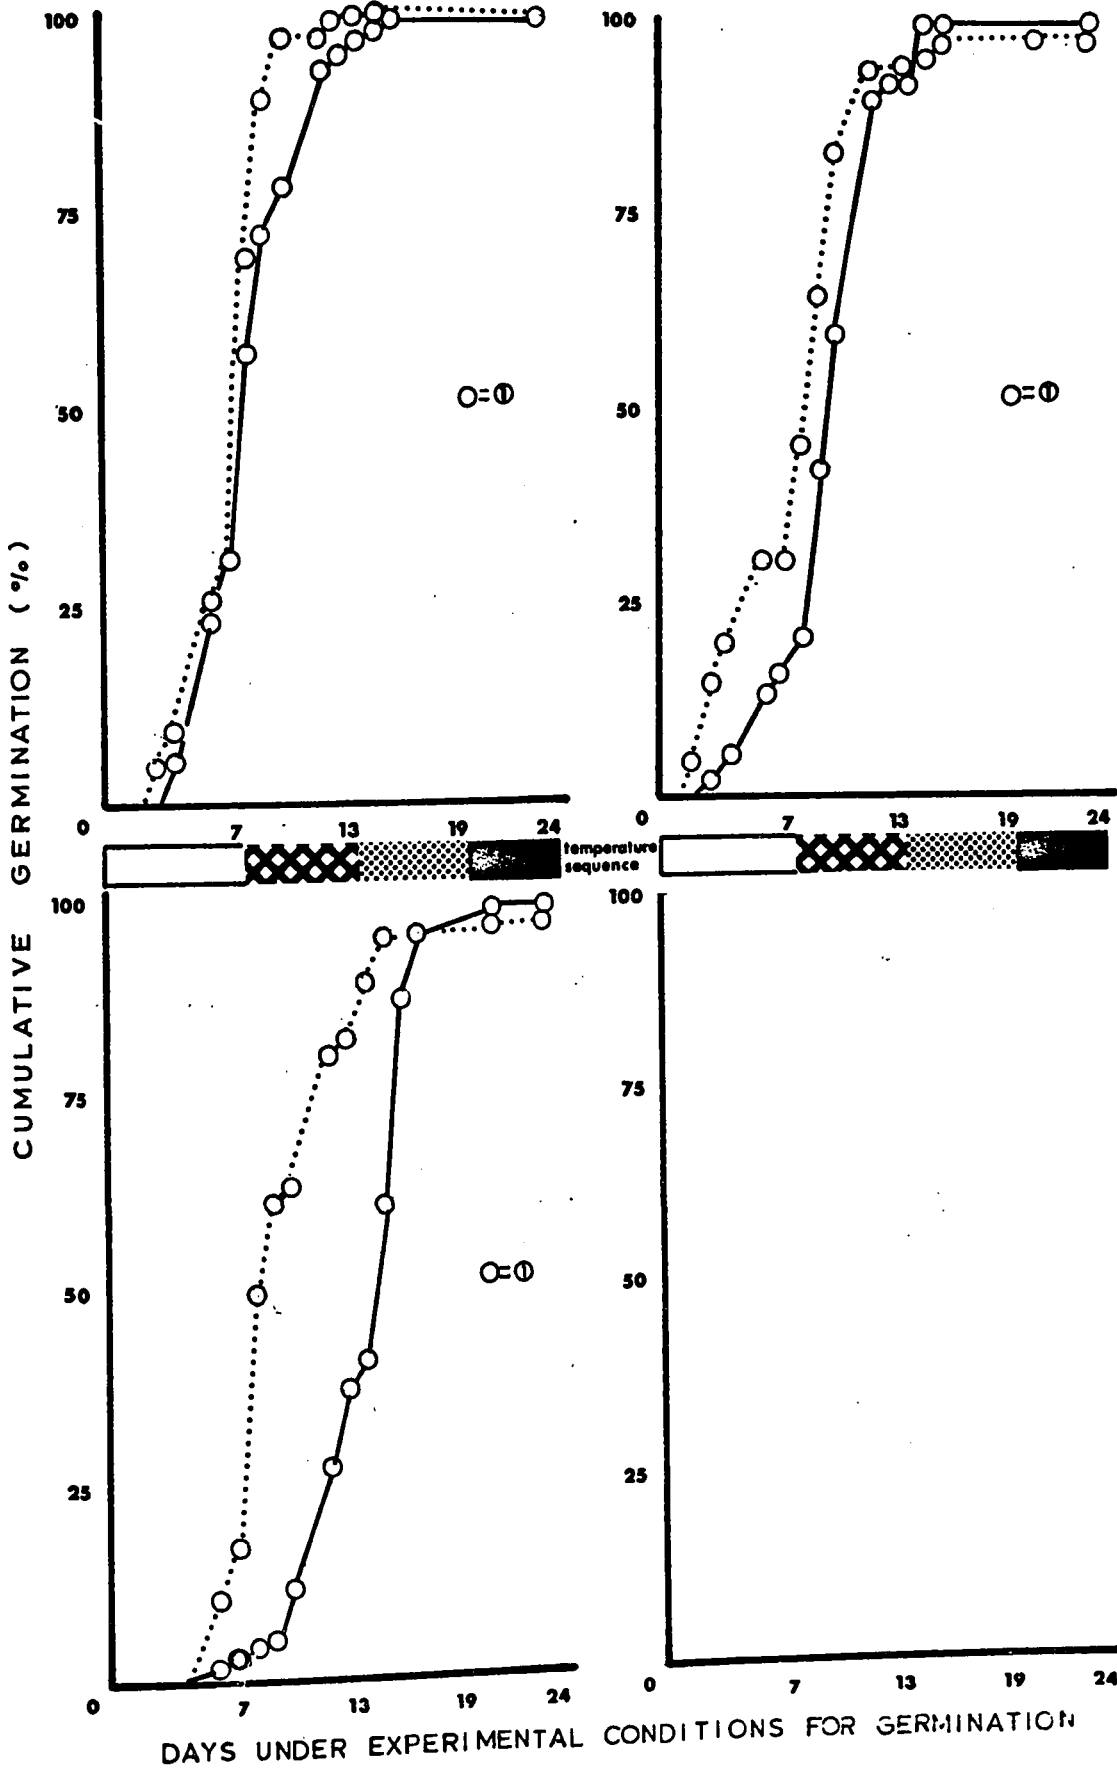 CUMULATIVE GERMINATION (%)
100
75
50
25
0 7 13 19 24
O=①
100
75
50
25
0 7 13 19 24
O=①
temperature
sequence
100
75
50
25
0 7 13 19 24
O=①
100
75
50
25
0 7 13 19 24
DAYS UNDER EXPERIMENTAL CONDITIONS FOR GERMINATION